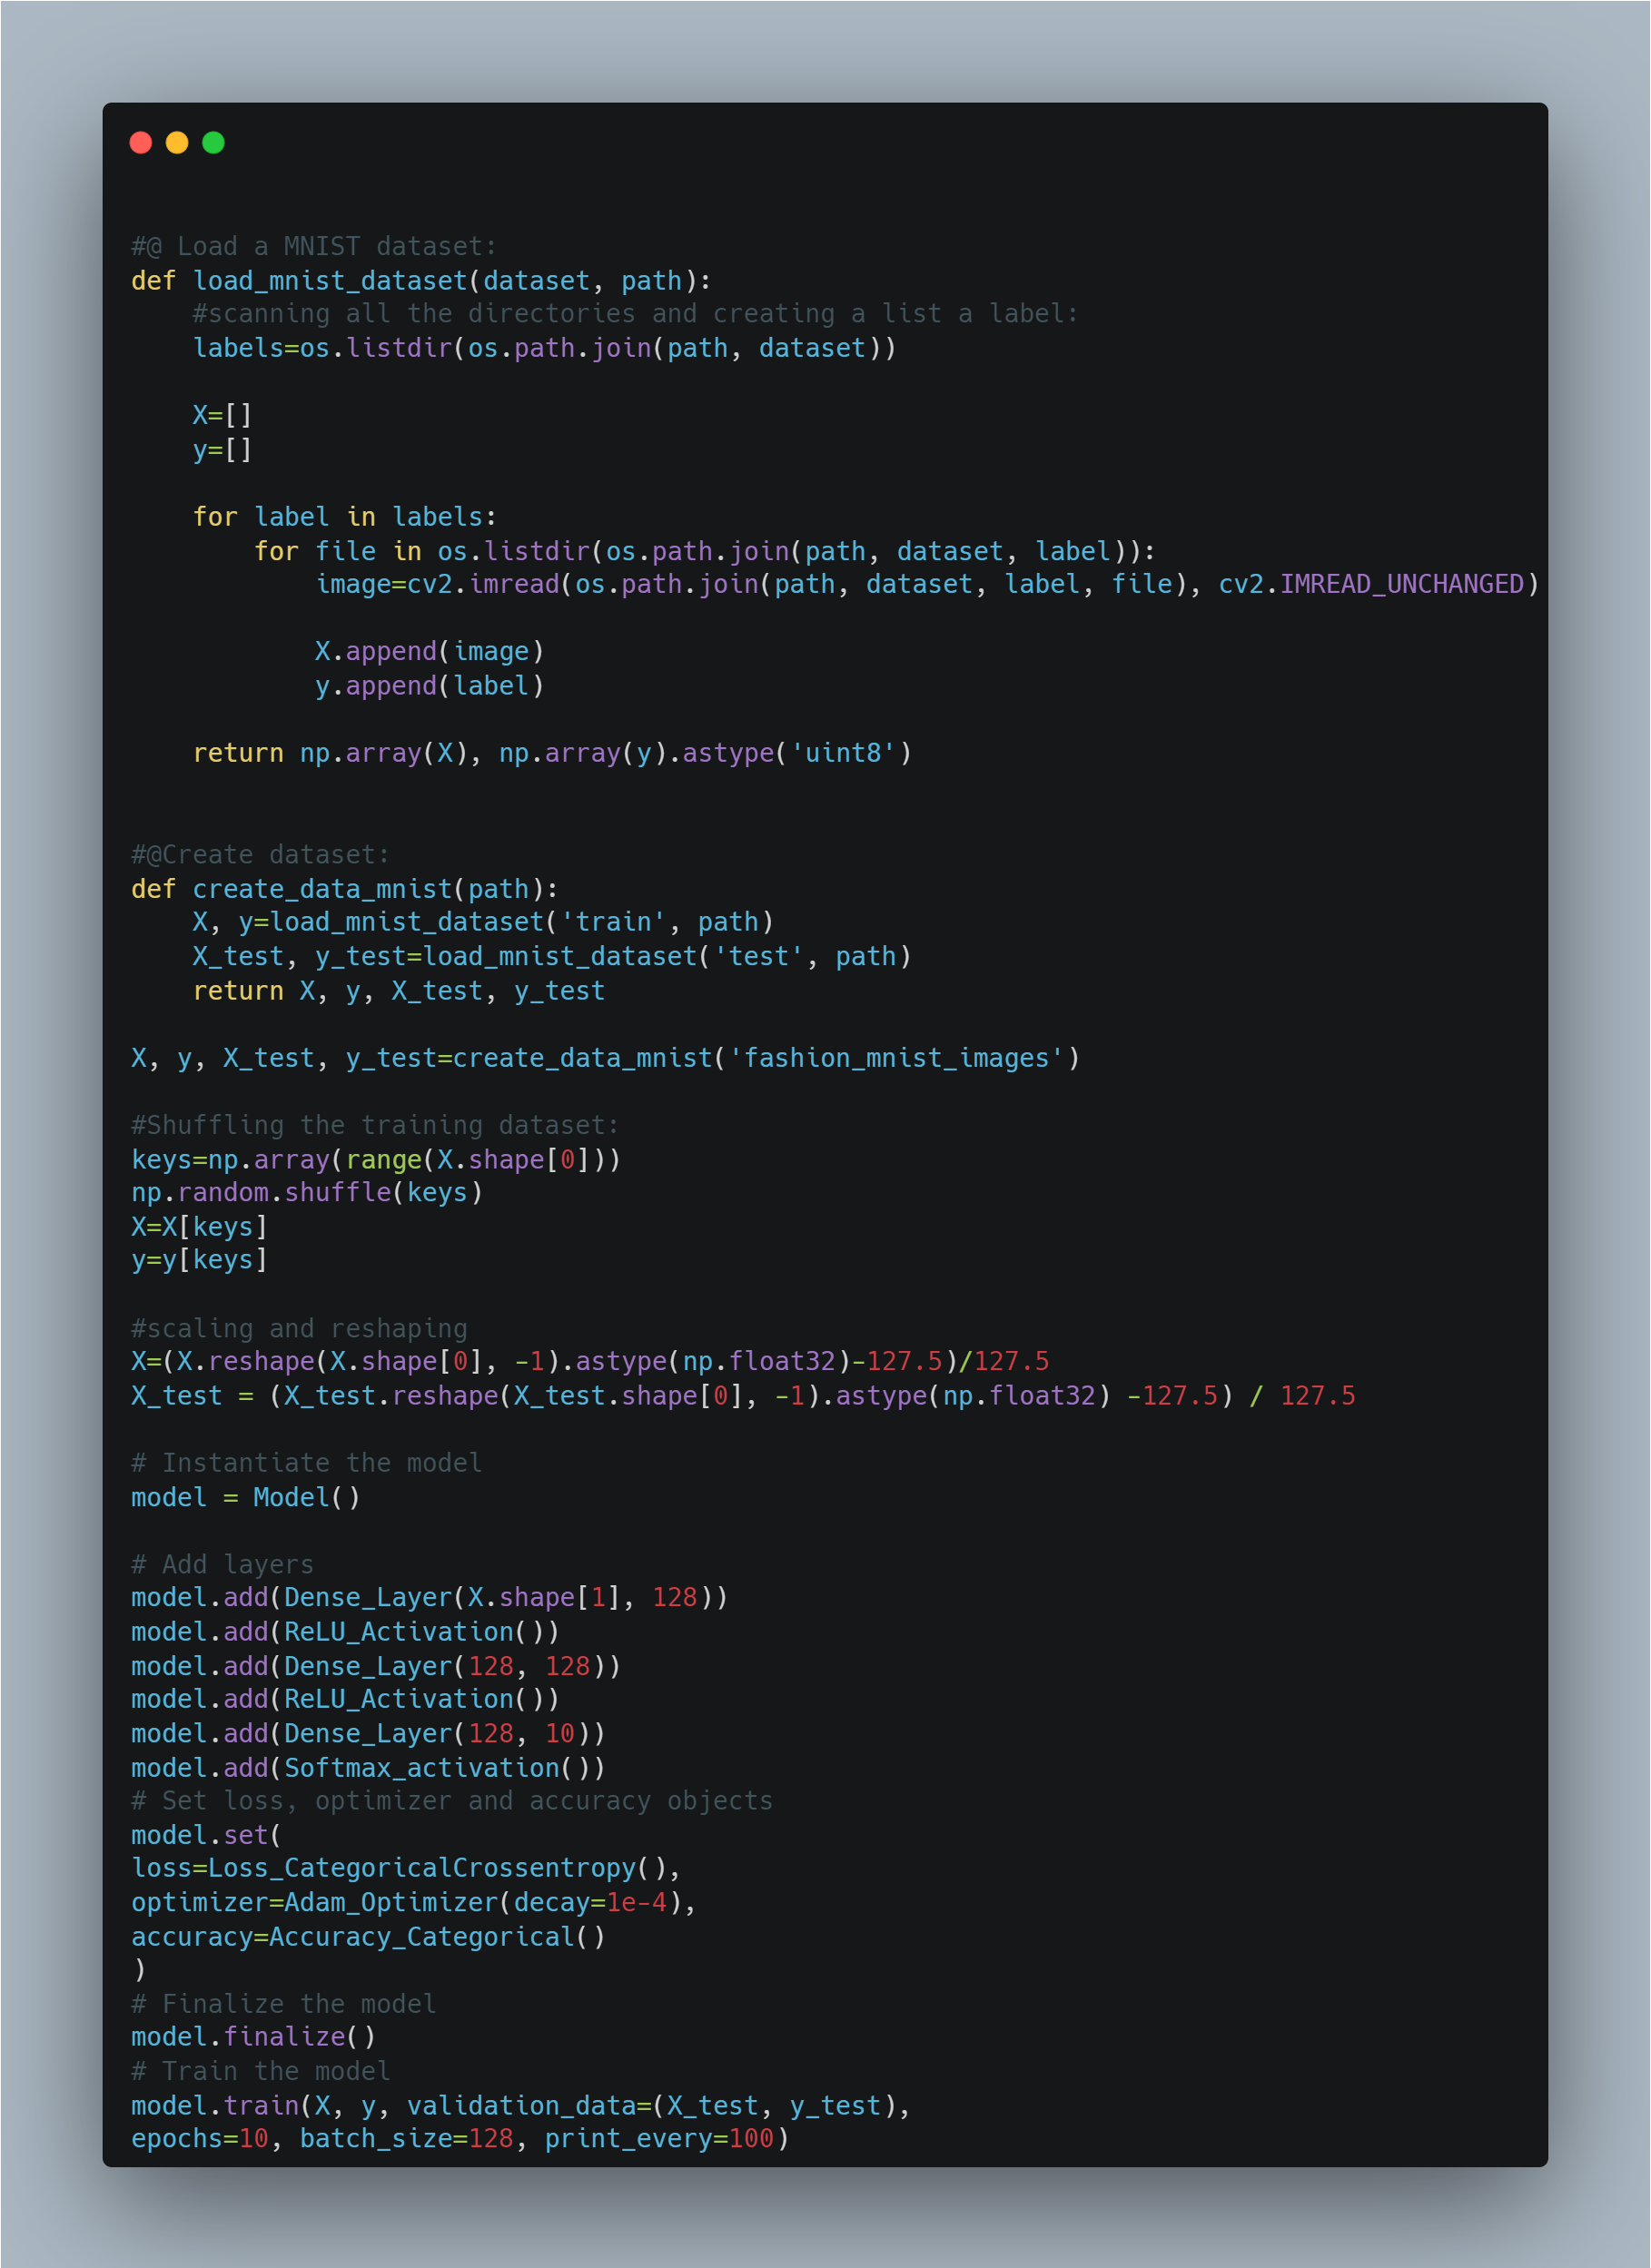 #@ Load a MNIST dataset:
def load_mnist_dataset(dataset, path):
    #scanning all the directories and creating a list a label:
    labels=os.listdir(os.path.join(path, dataset))

    X=[]
    y=[]

    for label in labels:
        for file in os.listdir(os.path.join(path, dataset, label)):
            image=cv2.imread(os.path.join(path, dataset, label, file), cv2.IMREAD_UNCHANGED)

            X.append(image)
            y.append(label)

    return np.array(X), np.array(y).astype('uint8')


#@Create dataset:
def create_data_mnist(path):
    X, y=load_mnist_dataset('train', path)
    X_test, y_test=load_mnist_dataset('test', path)
    return X, y, X_test, y_test

X, y, X_test, y_test=create_data_mnist('fashion_mnist_images')

#Shuffling the training dataset:
keys=np.array(range(X.shape[0]))
np.random.shuffle(keys)
X=X[keys]
y=y[keys]

#scaling and reshaping
X=(X.reshape(X.shape[0], -1).astype(np.float32)-127.5)/127.5
X_test = (X_test.reshape(X_test.shape[0], -1).astype(np.float32) -127.5) / 127.5

# Instantiate the model
model = Model()

# Add layers
model.add(Dense_Layer(X.shape[1], 128))
model.add(ReLU_Activation())
model.add(Dense_Layer(128, 128))
model.add(ReLU_Activation())
model.add(Dense_Layer(128, 10))
model.add(Softmax_activation())
# Set loss, optimizer and accuracy objects
model.set(
loss=Loss_CategoricalCrossentropy(),
optimizer=Adam_Optimizer(decay=1e-4),
accuracy=Accuracy_Categorical()
)
# Finalize the model
model.finalize()
# Train the model
model.train(X, y, validation_data=(X_test, y_test),
epochs=10, batch_size=128, print_every=100)